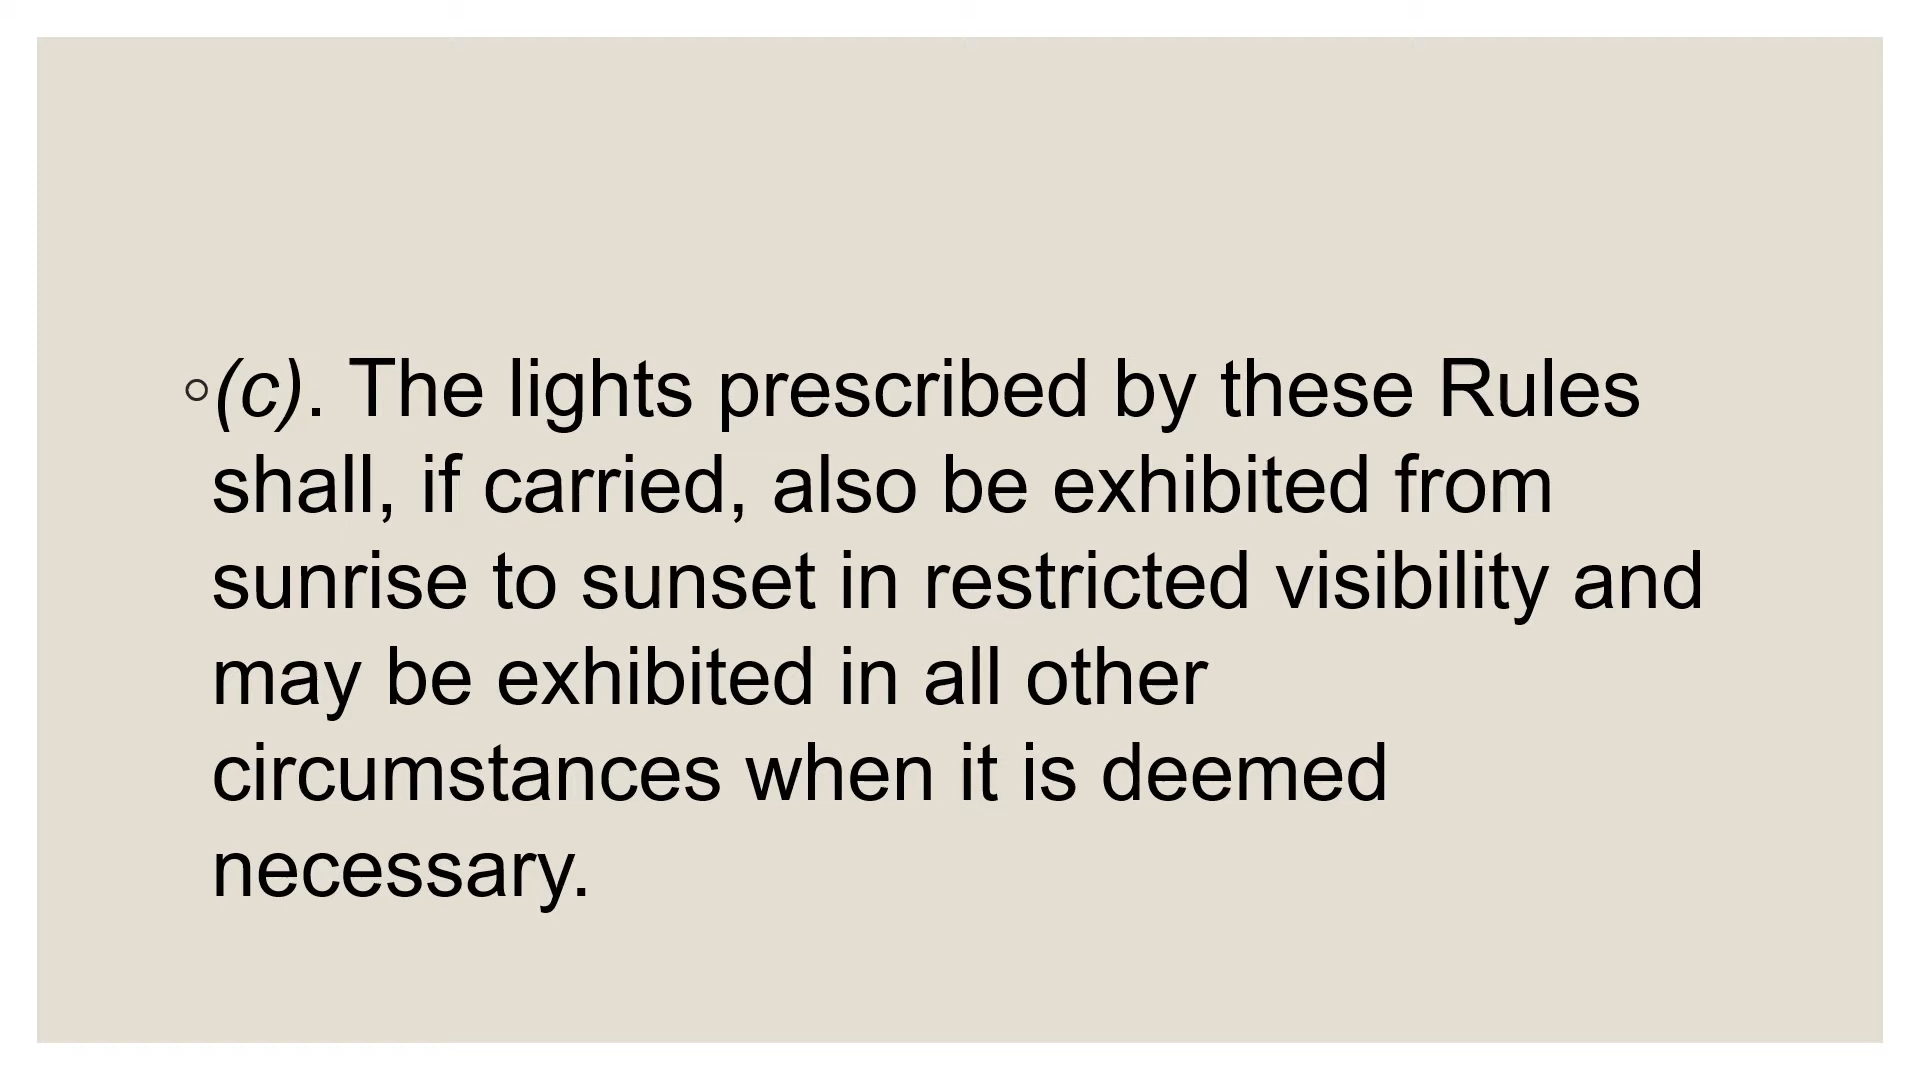 ◦(c). The lights prescribed by these Rules
shall, if carried, also be exhibited from
sunrise to sunset in restricted visibility and
may be exhibited in all other
circumstances when it is deemed
necessary.